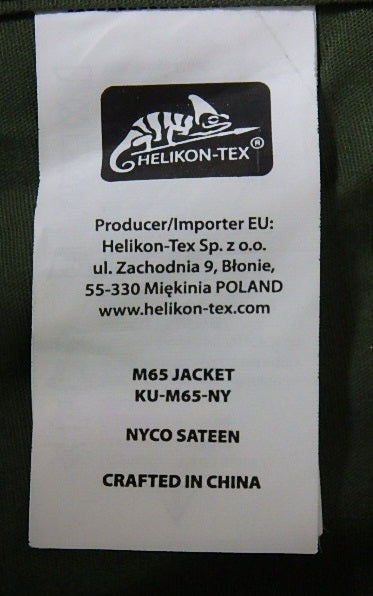 HELIKON-TEX®
Producer/Importer EU:
Helikon-Tex Sp. z o.o.
ul. Zachodnia 9, Błonie,
55-330 Miękinia POLAND
www.helikon-tex.com
M65 JACKET
KU-M65-NY
NYCO SATEEN
CRAFTED IN CHINA